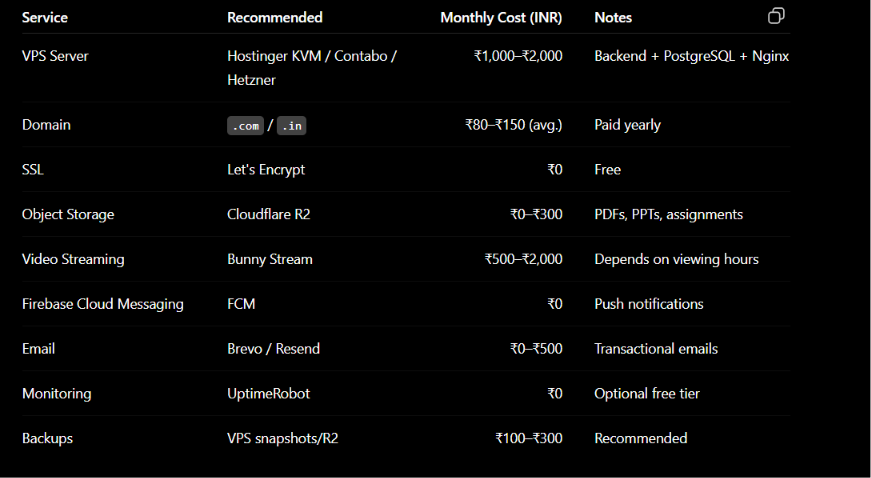 Service Recommended Monthly Cost (INR) Notes
VPS Server Hostinger KVM / Contabo / ₹1,000–₹2,000 Backend + PostgreSQL + Nginx
Hetzner
Domain .com / .in ₹80–₹150 (avg.) Paid yearly
SSL Let's Encrypt ₹0 Free
Object Storage Cloudflare R2 ₹0–₹300 PDFs, PPTs, assignments
Video Streaming Bunny Stream ₹500–₹2,000 Depends on viewing hours
Firebase Cloud Messaging FCM ₹0 Push notifications
Email Brevo / Resend ₹0–₹500 Transactional emails
Monitoring UptimeRobot ₹0 Optional free tier
Backups VPS snapshots/R2 ₹100–₹300 Recommended